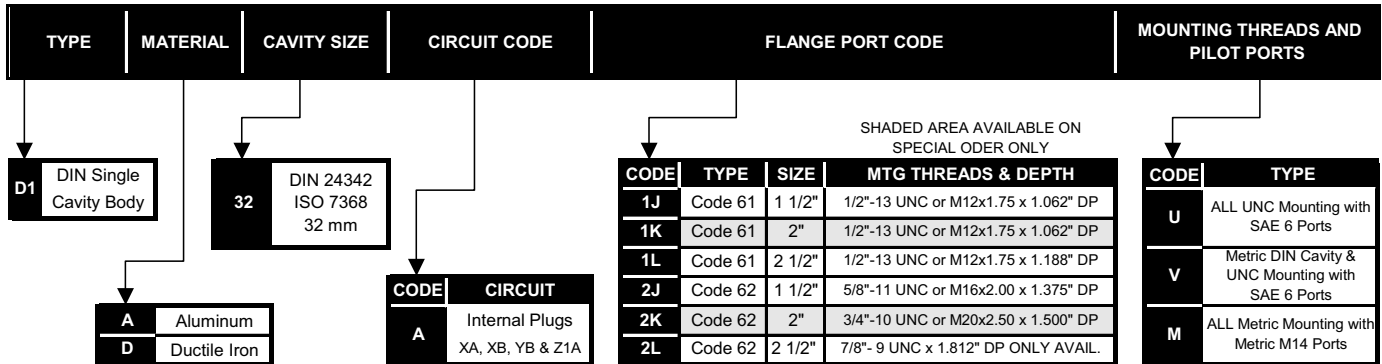 TYPE MATERIAL CAVITY SIZE CIRCUIT CODE FLANGE PORT CODE MOUNTING THREADS AND
PILOT PORTS
D1 DIN Single
Cavity Body
A Aluminum
D Ductile Iron
32 DIN 24342
ISO 7368
32 mm
CODE CIRCUIT
A Internal Plugs
XA, XB, YB & Z1A
SHADED AREA AVAILABLE ON
SPECIAL ODER ONLY
CODE TYPE SIZE MTG THREADS & DEPTH
1J Code 61 1 1/2" 1/2"-13 UNC or M12x1.75 x 1.062" DP
1K Code 61 2" 1/2"-13 UNC or M12x1.75 x 1.062" DP
1L Code 61 2 1/2" 1/2"-13 UNC or M12x1.75 x 1.188" DP
2J Code 62 1 1/2" 5/8"-11 UNC or M16x2.00 x 1.375" DP
2K Code 62 2" 3/4"-10 UNC or M20x2.50 x 1.500" DP
2L Code 62 2 1/2" 7/8"- 9 UNC x 1.812" DP ONLY AVAIL.
CODE TYPE
U ALL UNC Mounting with
SAE 6 Ports
V Metric DIN Cavity &
UNC Mounting with
SAE 6 Ports
M ALL Metric Mounting with
Metric M14 Ports